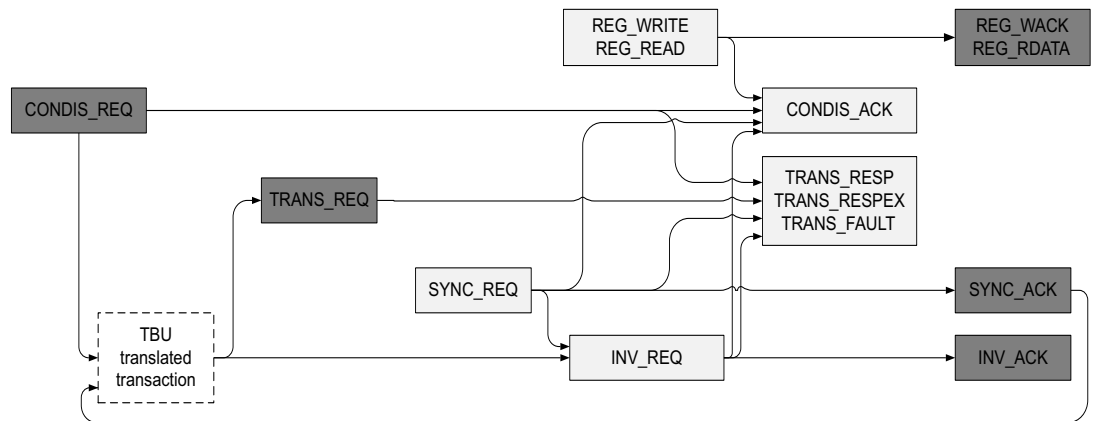 REG_WRITE
REG_READ
REG_WACK
REG_RDATA
CONDIS_REQ
CONDIS_ACK
TRANS_REQ
TRANS_RESP
TRANS_RESPEX
TRANS_FAULT
SYNC_REQ
SYNC_ACK
TBU
translated
transaction
INV_REQ
INV_ACK